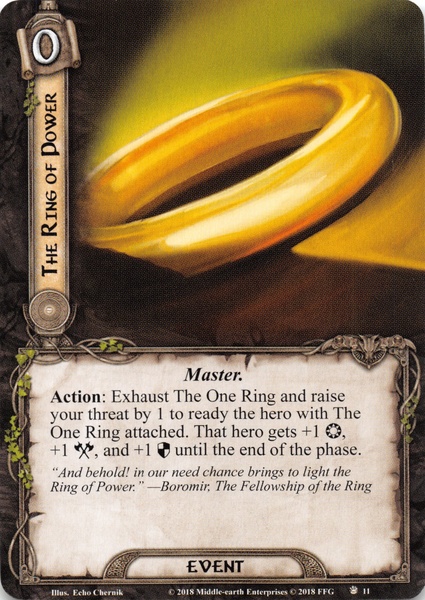 0
The Ring of Power
Master.
Action: Exhaust The One Ring and raise
your threat by 1 to ready the hero with The
One Ring attached. That hero gets +1 ,
+1 , and +1 until the end of the phase.
“And behold! in our need chance brings to light the
Ring of Power.” —Boromir, The Fellowship of the Ring
EVENT
Illus. Echo Chernik © 2018 Middle-earth Enterprises © 2018 FFG 11